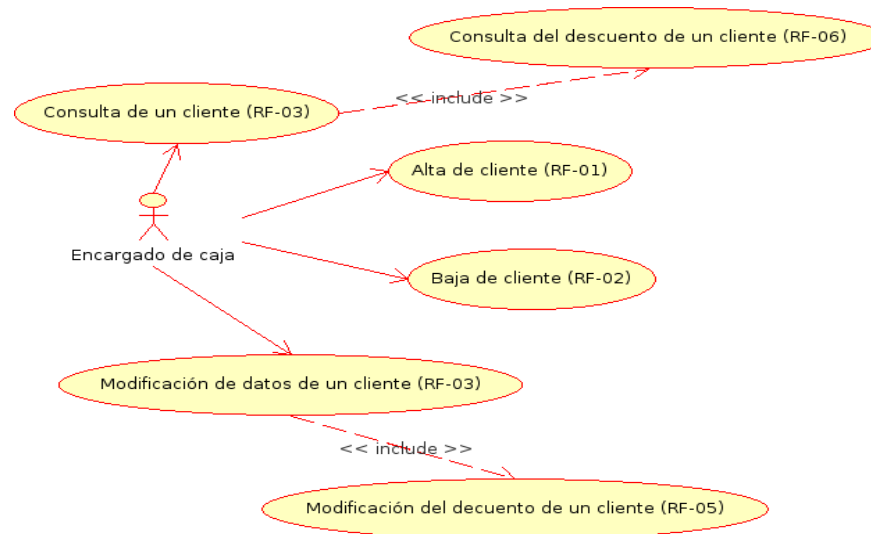 Consulta del descuento de un cliente (RF-06)
<< include >>
Consulta de un cliente (RF-03)
Alta de cliente (RF-01)
Encargado de caja
Baja de cliente (RF-02)
Modificación de datos de un cliente (RF-03)
<< include >>
Modificación del decuento de un cliente (RF-05)